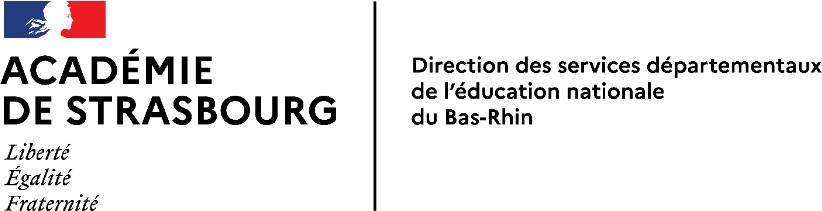 ACADÉMIE
DE STRASBOURG
Liberté
Égalité
Fraternité
Direction des services départementaux
de l'éducation nationale
du Bas-Rhin